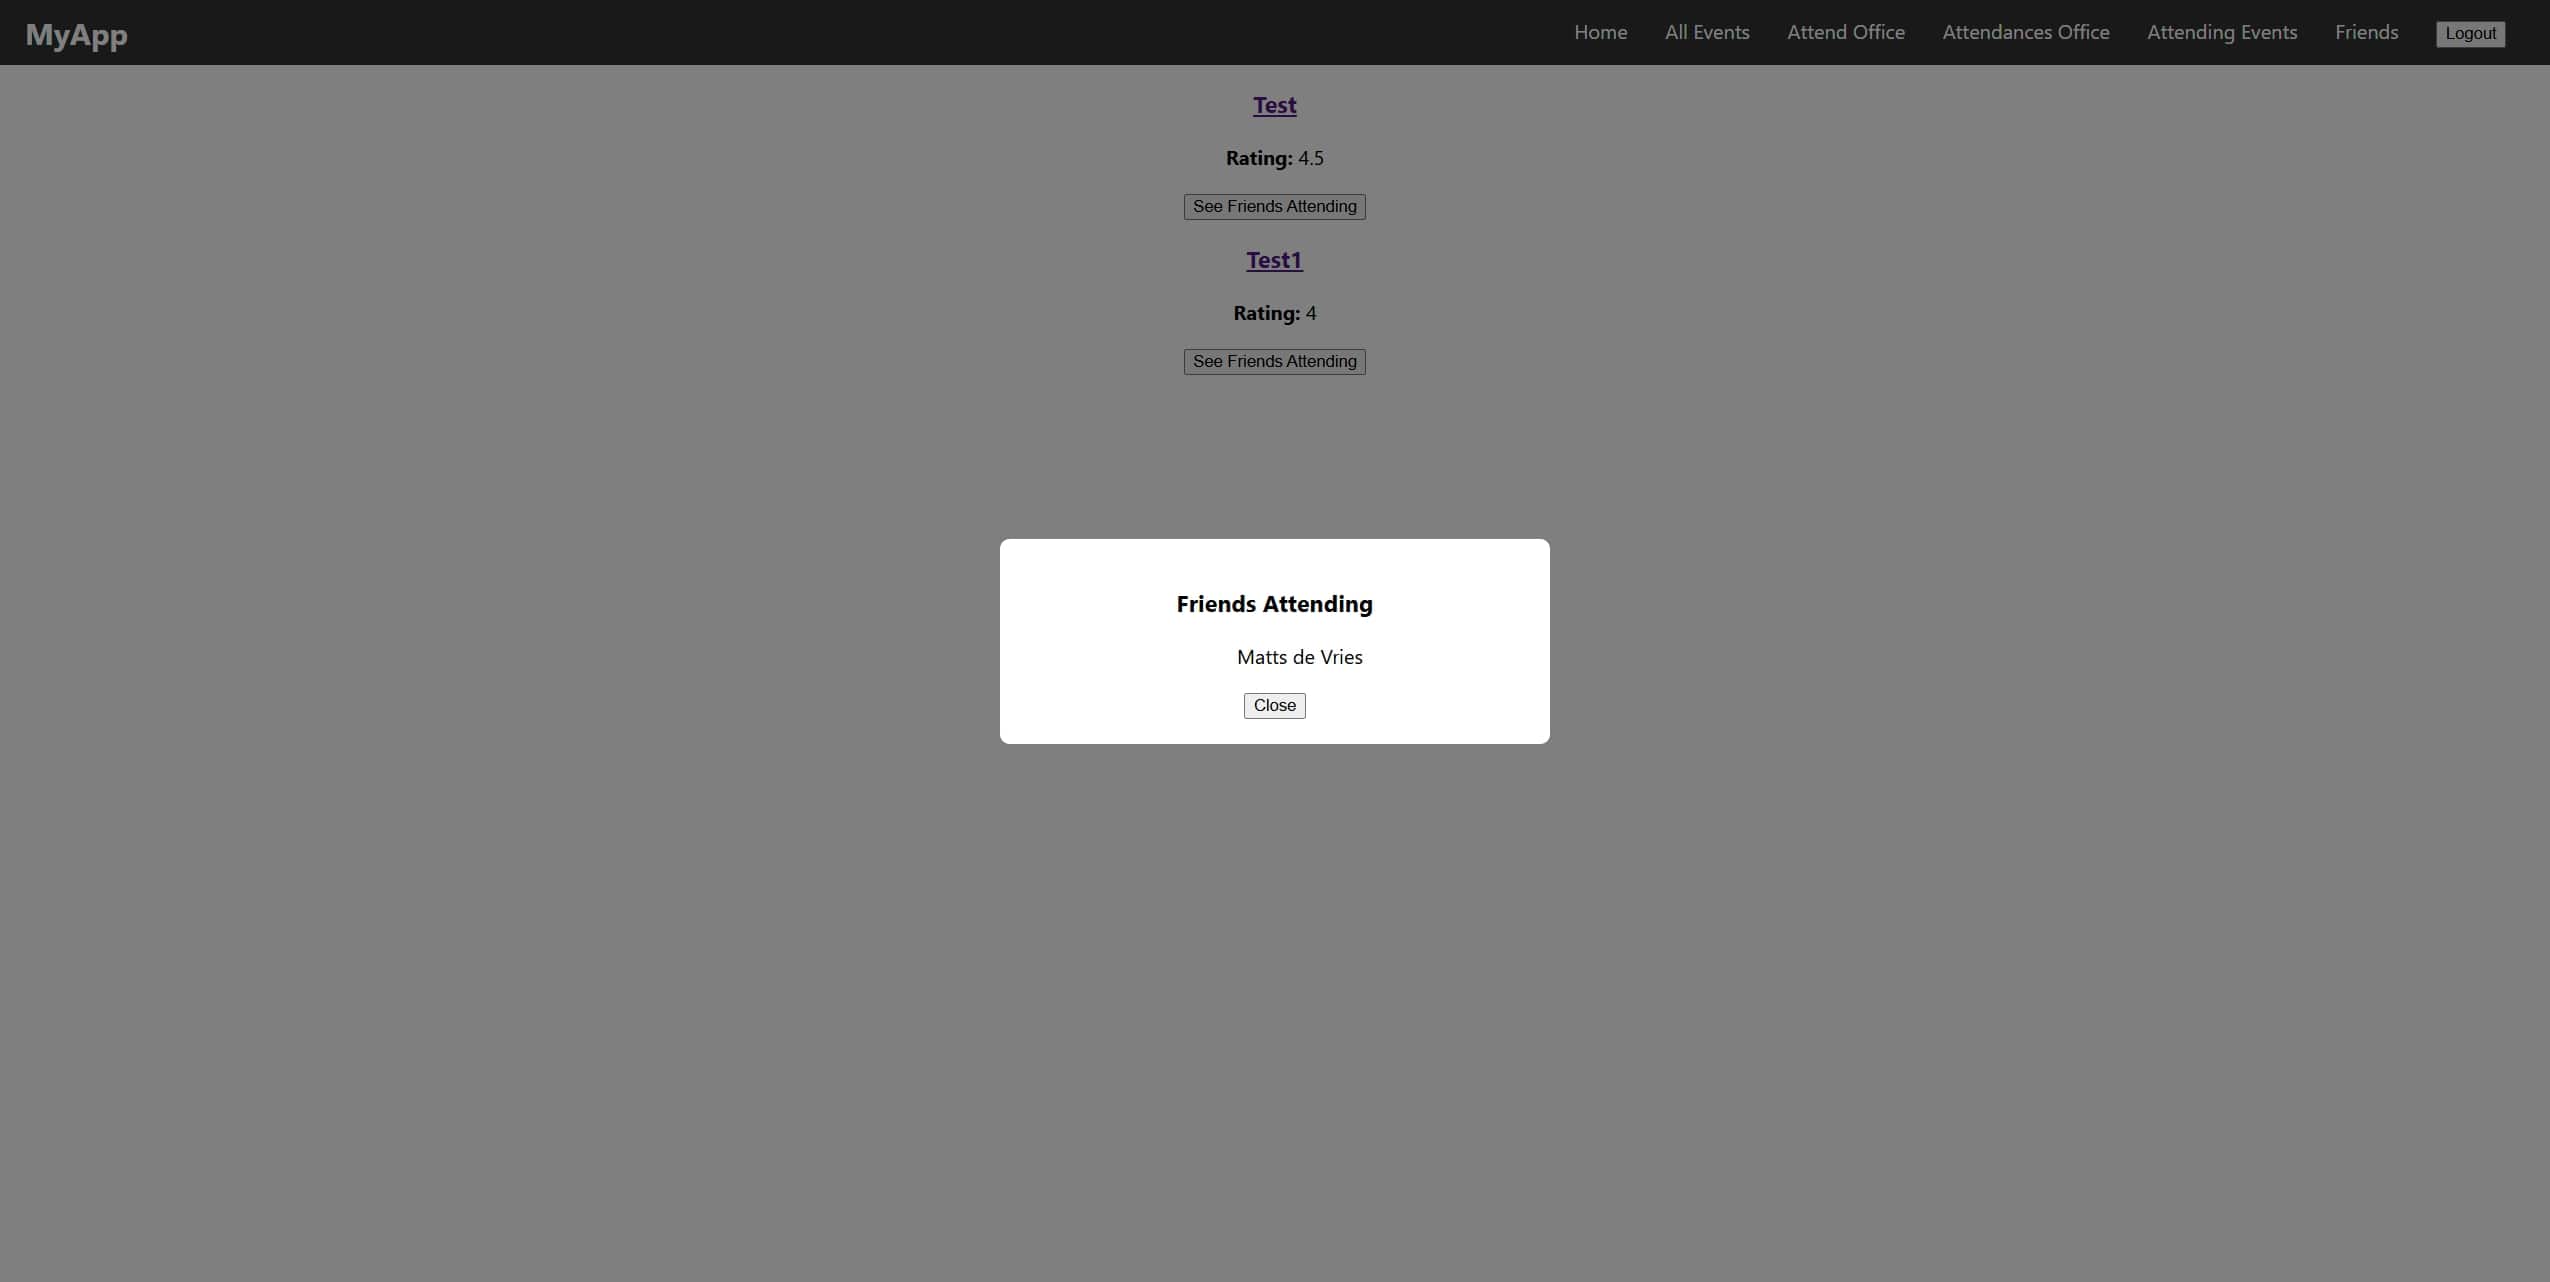 MyApp
Home All Events Attend Office Attendances Office Attending Events Friends Logout
Test
Rating: 4.5
See Friends Attending
Test1
Rating: 4
See Friends Attending
Friends Attending
Matts de Vries
Close